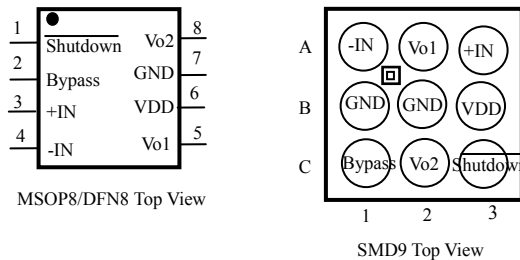 1 Shutdown Vo2 8
2 Bypass GND 7
3 +IN VDD 6
4 -IN Vo1 5
MSOP8/DFN8 Top View
A -IN Vo1 +IN
B GND GND VDD
C Bypass Vo2 Shutdown
1 2 3
SMD9 Top View